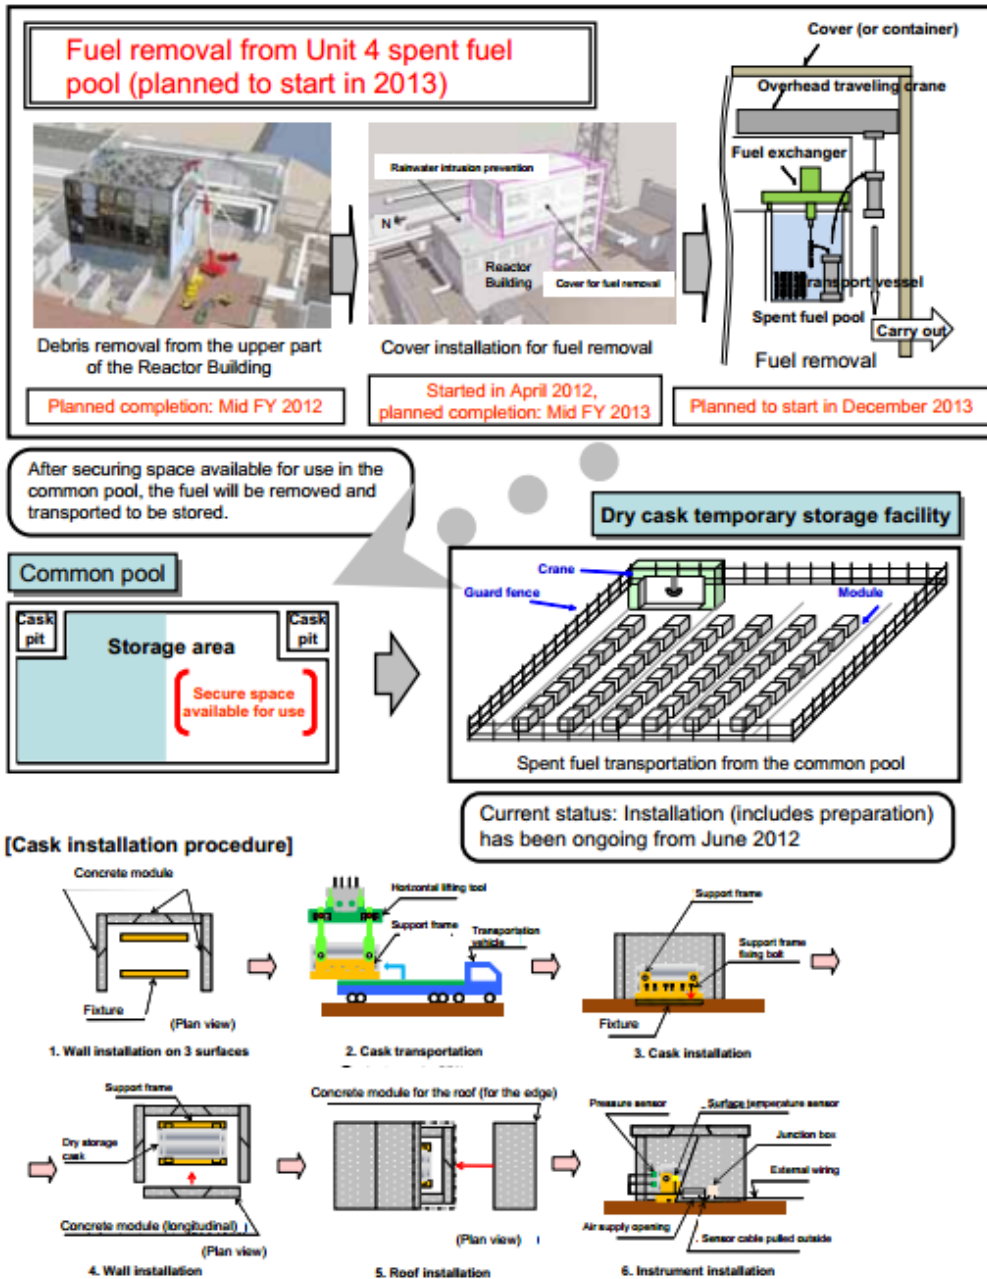 Fuel removal from Unit 4 spent fuel
pool (planned to start in 2013)
Cover (or container)
Overhead traveling crane
Fuel exchanger
Transport vessel
Spent fuel pool
Carry out
Fuel removal
Rainwater intrusion prevention
N
Reactor
Building
Cover for fuel removal
Debris removal from the upper part
of the Reactor Building
Cover installation for fuel removal
Planned completion: Mid FY 2012
Started in April 2012,
planned completion: Mid FY 2013
Planned to start in December 2013
After securing space available for use in the
common pool, the fuel will be removed and
transported to be stored.
Dry cask temporary storage facility
Common pool
Cask
pit
Storage area
Cask
pit
Secure space
available for use
Crane
Guard fence
Module
Spent fuel transportation from the common pool
Current status: Installation (includes preparation)
has been ongoing from June 2012
[Cask installation procedure]
Concrete module
Fixture
(Plan view)
1. Wall installation on 3 surfaces
Horizontal lifting tool
Support frame
Transportation
vehicle
2. Cask transportation
Support frame
Support frame
fixing bolt
Fixture
3. Cask installation
Support frame
Dry storage
cask
Concrete module (longitudinal)
(Plan view)
4. Wall installation
Concrete module for the roof (for the edge)
(Plan view)
5. Roof installation
Pressure sensor
Surface temperature sensor
Junction box
External wiring
Air supply opening
Sensor cable pulled outside
6. Instrument installation